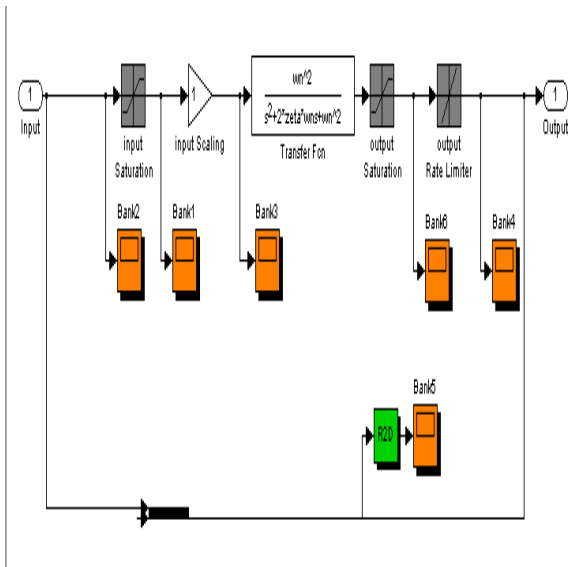 1
Input
input
Saturation
1
input Scaling
wn^2
s^2+2*zeta*wns+wn^2
Transfer Fcn
output
Saturation
output
Rate Limiter
1
Output
Bank2
Bank1
Bank3
Bank6
Bank4
R2D
Bank5